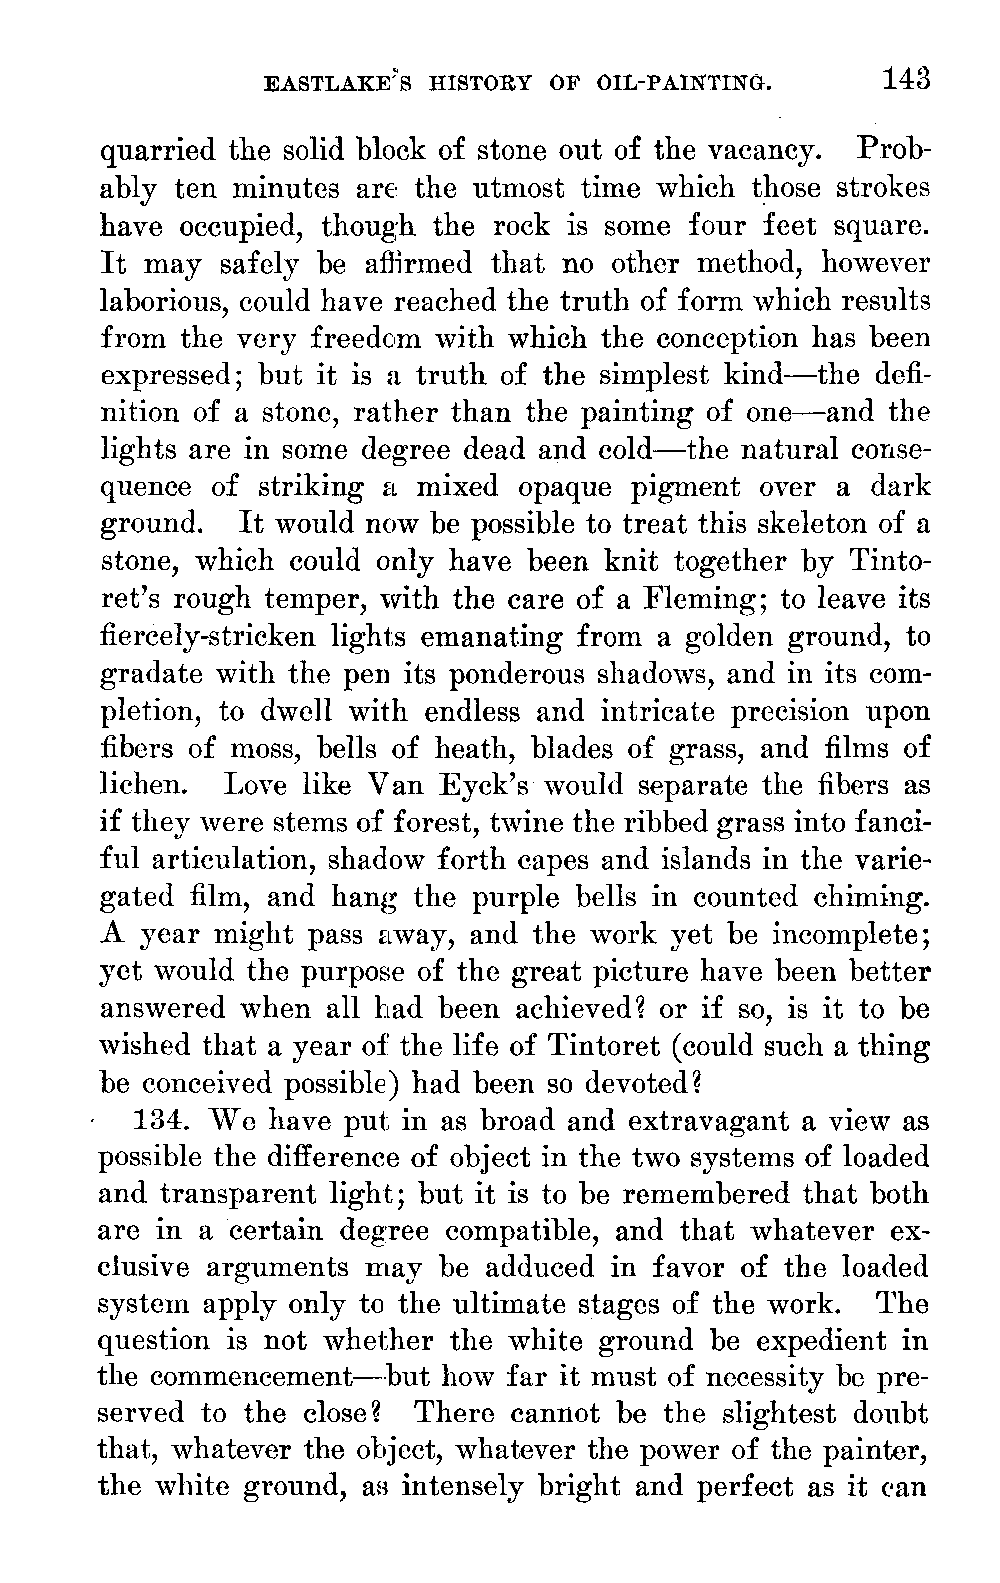 EASTLAKE'S HISTORY OF OIL-PAINTING. 143
quarried the solid block of stone out of the vacancy. Prob-
ably ten minutes are the utmost time which those strokes
have occupied, though the rock is some four feet square.
It may safely be affirmed that no other method, however
laborious, could have reached the truth of form which results
from the very freedom with which the conception has been
expressed; but it is a truth of the simplest kind—the defi-
nition of a stone, rather than the painting of one—and the
lights are in some degree dead and cold—the natural conse-
quence of striking a mixed opaque pigment over a dark
ground. It would now be possible to treat this skeleton of a
stone, which could only have been knit together by Tinto-
ret's rough temper, with the care of a Fleming; to leave its
fiercely-stricken lights emanating from a golden ground, to
gradate with the pen its ponderous shadows, and in its com-
pletion, to dwell with endless and intricate precision upon
fibers of moss, bells of heath, blades of grass, and films of
lichen. Love like Van Eyck's would separate the fibers as
if they were stems of forest, twine the ribbed grass into fanci-
ful articulation, shadow forth capes and islands in the varie-
gated film, and hang the purple bells in counted chiming.
A year might pass away, and the work yet be incomplete;
yet would the purpose of the great picture have been better
answered when all had been achieved? or if so, is it to be
wished that a year of the life of Tintoret (could such a thing
be conceived possible) had been so devoted?
134. We have put in as broad and extravagant a view as
possible the difference of object in the two systems of loaded
and transparent light; but it is to be remembered that both
are in a certain degree compatible, and that whatever ex-
clusive arguments may be adduced in favor of the loaded
system apply only to the ultimate stages of the work. The
question is not whether the white ground be expedient in
the commencement—but how far it must of necessity be pre-
served to the close? There cannot be the slightest doubt
that, whatever the object, whatever the power of the painter,
the white ground, as intensely bright and perfect as it can